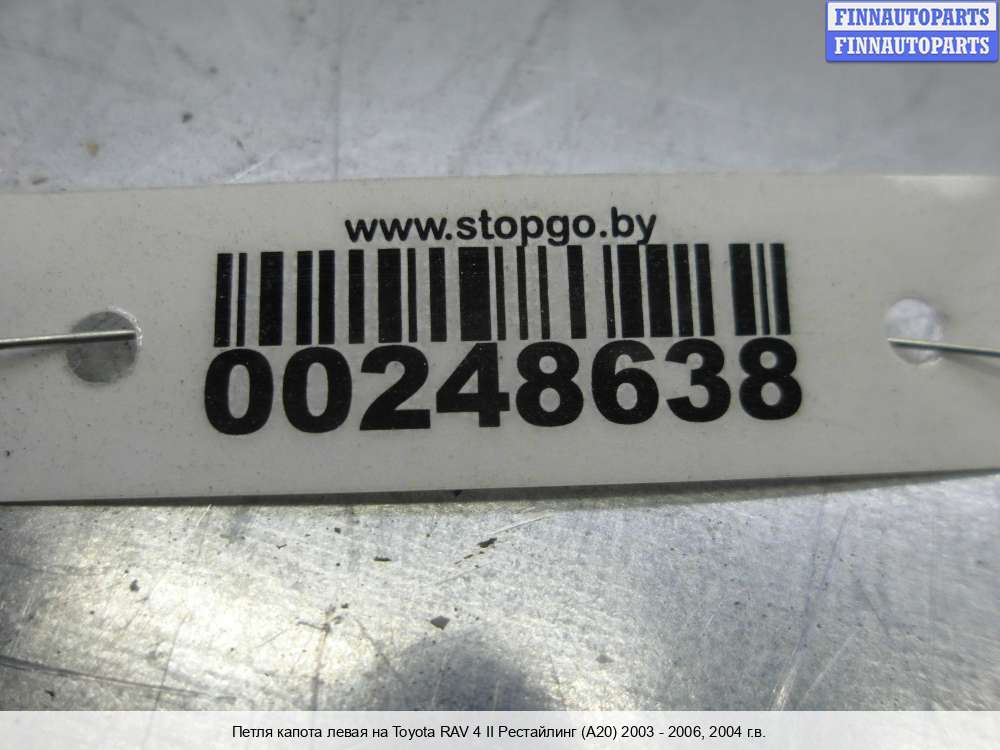 FINNAUTOPARTS
FINNAUTOPARTS
www.stopgo.by
00248638
Петля капота левая на Toyota RAV 4 II Рестайлинг (A20) 2003 - 2006, 2004 г.в.